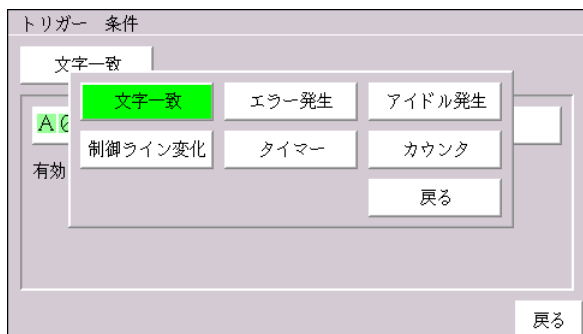 トリガー 条件
文字一致
文字一致 エラー発生 アイドル発生
A
制御ライン変化 タイマー カウンタ
有効
戻る
戻る